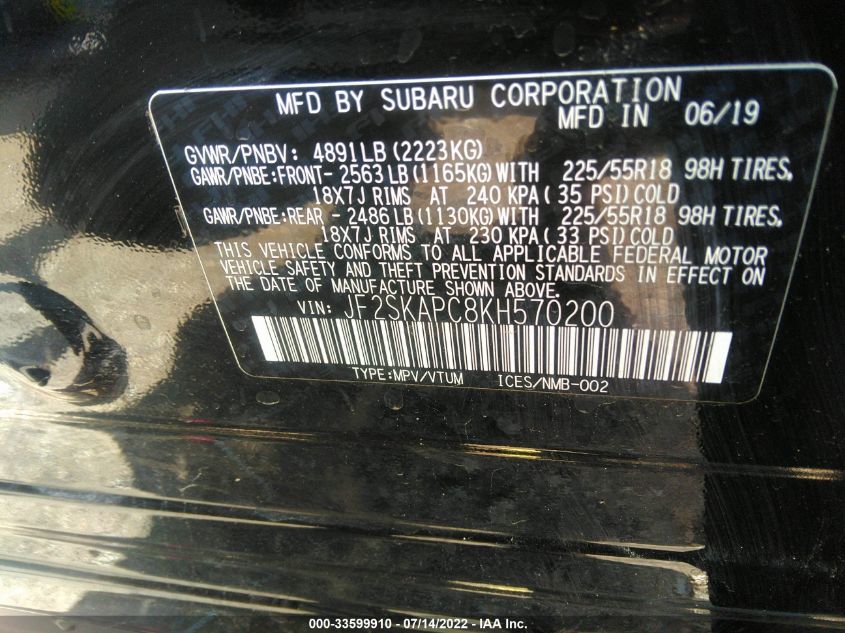 MFD BY SUBARU CORPORATION
MFD IN 06/19
GVWR/PNBV: 4891LB(2223KG)
GAWR/PNBE:FRONT- 2563LB(1165KG)WITH 225/55R18 98H TIRES,
18X7J RIMS AT 240 KPA( 35 PSI)COLD
GAWR/PNBE:REAR - 2486LB(1130KG)WITH 225/55R18 98H TIRES,
18X7J RIMS AT 230 KPA( 33 PSI)COLD
THIS VEHICLE CONFORMS TO ALL APPLICABLE FEDERAL MOTOR
VEHICLE SAFETY AND THEFT PREVENTION STANDARDS IN EFFECT ON
THE DATE OF MANUFACTURE SHOWN ABOVE.
VIN: JF2SKAPC8KH570200
TYPE:MPV/VTUM ICES/NMB-002
000-33599910 - 07/14/2022 - IAA, Inc.